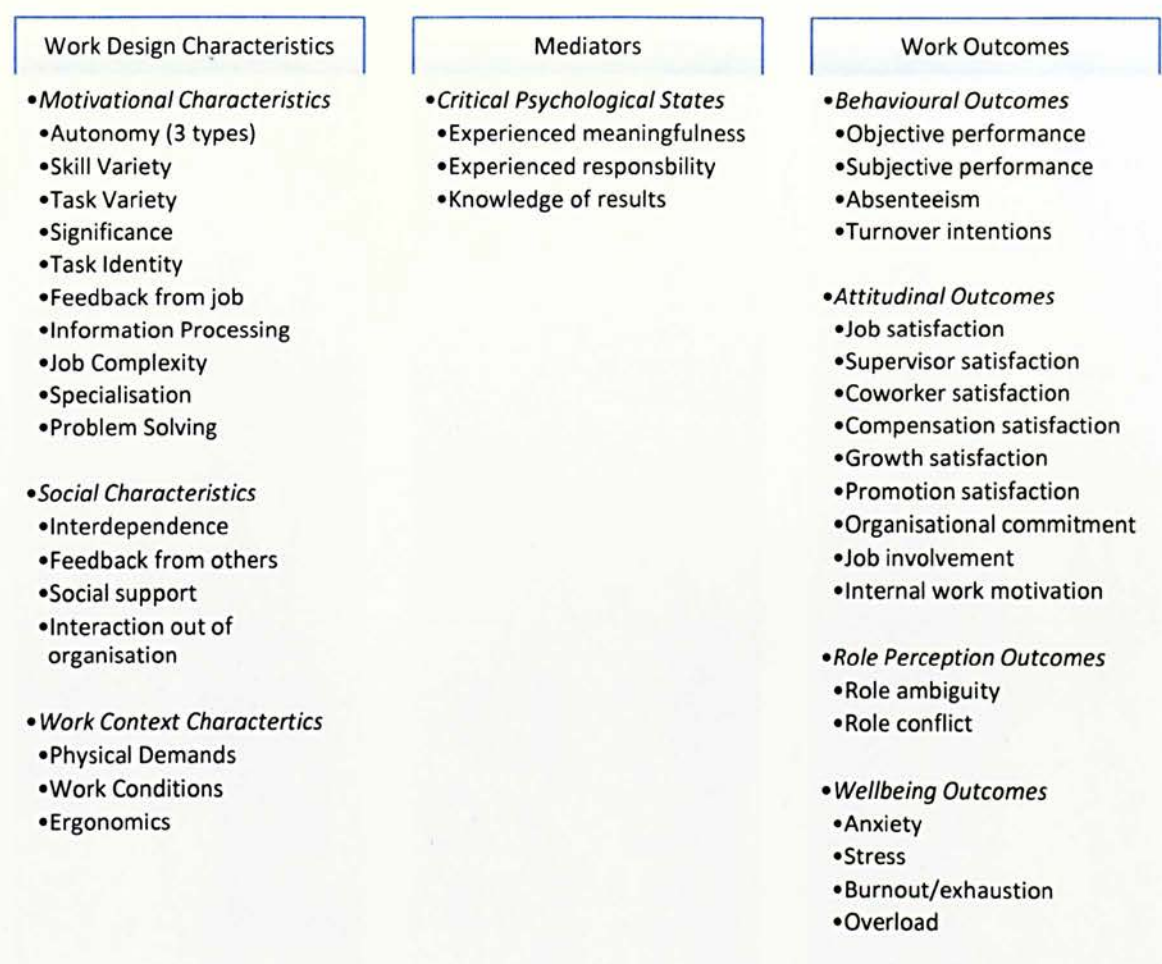 Work Design Characteristics
•Motivational Characteristics
•Autonomy (3 types)
•Skill Variety
•Task Variety
•Significance
•Task Identity
•Feedback from job
•Information Processing
•Job Complexity
•Specialisation
•Problem Solving
•Social Characteristics
•Interdependence
•Feedback from others
•Social support
•Interaction out of
organisation
•Work Context Charactertics
•Physical Demands
•Work Conditions
•Ergonomics
Mediators
•Critical Psychological States
•Experienced meaningfulness
•Experienced responsbility
•Knowledge of results
Work Outcomes
•Behavioural Outcomes
•Objective performance
•Subjective performance
•Absenteeism
•Turnover intentions
•Attitudinal Outcomes
•Job satisfaction
•Supervisor satisfaction
•Coworker satisfaction
•Compensation satisfaction
•Growth satisfaction
•Promotion satisfaction
•Organisational commitment
•Job involvement
•Internal work motivation
•Role Perception Outcomes
•Role ambiguity
•Role conflict
•Wellbeing Outcomes
•Anxiety
•Stress
•Burnout/exhaustion
•Overload